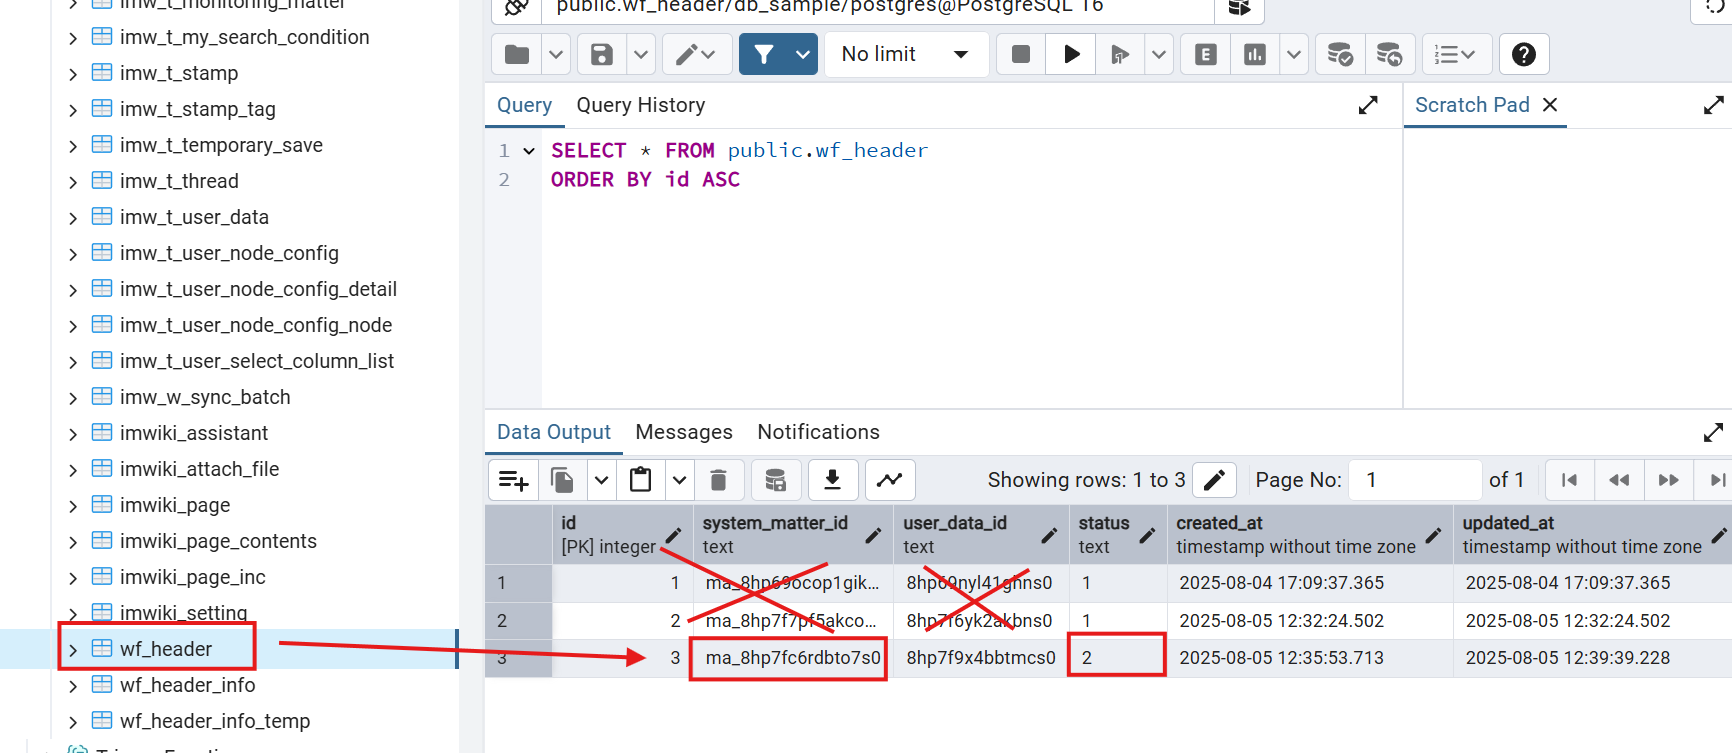 imw_t_monitoring_matter
imw_t_my_search_condition
imw_t_stamp
imw_t_stamp_tag
imw_t_temporary_save
imw_t_thread
imw_t_user_data
imw_t_user_node_config
imw_t_user_node_config_detail
imw_t_user_node_config_node
imw_t_user_select_column_list
imw_w_sync_batch
imwiki_assistant
imwiki_attach_file
imwiki_page
imwiki_page_contents
imwiki_page_inc
imwiki_setting
wf_header
wf_header_info
wf_header_info_temp
public.wf_header/db_sample/postgres@PostgreSQL 16
No limit
E
Query Query History
Scratch Pad
1 SELECT * FROM public.wf_header
2 ORDER BY id ASC
Data Output Messages Notifications
Showing rows: 1 to 3 Page No: 1 of 1
id system_matter_id user_data_id status created_at updated_at
[PK] integer text text text timestamp without time zone timestamp without time zone
1 1 ma_8hp69ocop1gik... 8hp69nyl41ghns0 1 2025-08-04 17:09:37.365 2025-08-04 17:09:37.365
2 2 ma_8hp7f7pf5akco... 1 2025-08-05 12:32:24.502 2025-08-05 12:32:24.502
3 3 ma_8hp7fc6rdbto7s0 8hp7f9x4bbtmcs0 2 2025-08-05 12:35:53.713 2025-08-05 12:39:39.228